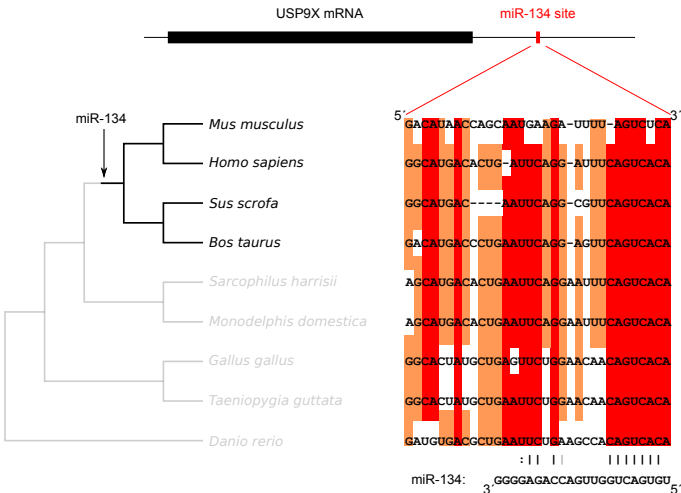 USP9X mRNA miR-134 site
5´ 3´
miR-134
Mus musculus GACAUAACCAGCAAUGAAGA-UUUU-AGUCUCA
Homo sapiens GGCAUGACACUG-AUUCAGG-AUUUCAGUCACA
Sus scrofa GGCAUGAC----AAUUCAGG-CGUUCAGUCACA
Bos taurus GACAUGACCCUGAAUUCAGG-AGUUCAGUCACA
Sarcophilus harrisii AGCAUGACACUGAAUUCAGGAAUUUCAGUCACA
Monodelphis domestica AGCAUGACACUGAAUUCAGGAAUUUCAGUCACA
Gallus gallus GGCACUAUGCUGAGUUCUGGAACAACAGUCACA
Taeniopygia guttata GGCACUAUGCUGAAUUCUGGAACAACAGUCACA
Danio rerio GAUGUGACGCUGAAUUCUGAAGCCACAGUCACA
:||||||||||
miR-134: 3´GGGGAGACCAGUUGGUCAGUGU5´